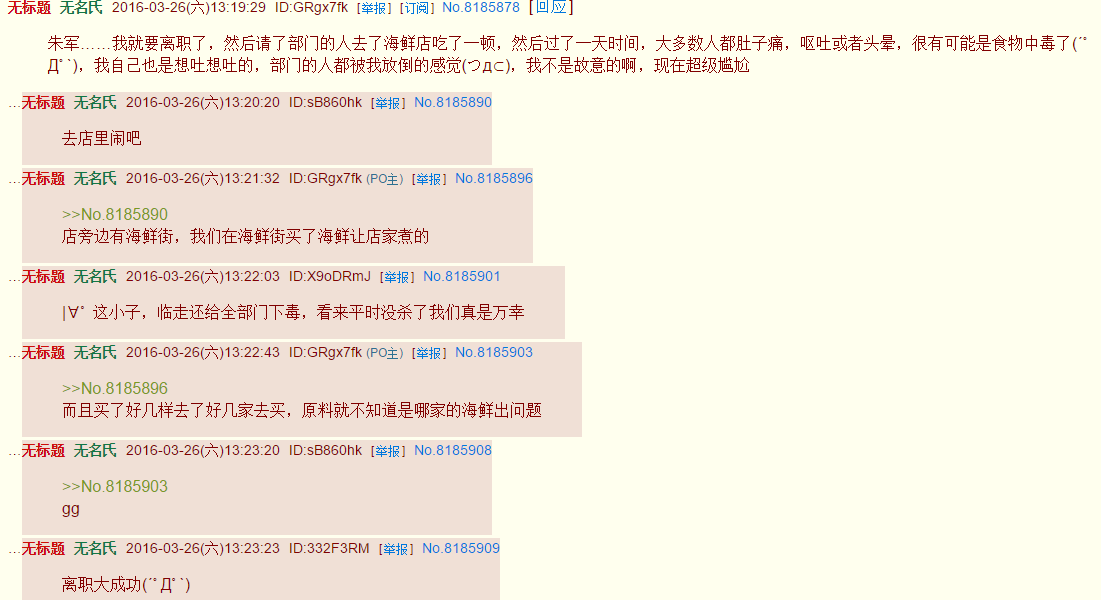 无标题 无名氏 2016-03-26(六)13:19:29 ID:GRgx7fk [举报] [订阅] No.8185878 [回应]
朱军……我就要离职了，然后请了部门的人去了海鲜店吃了一顿，然后过了一天时间，大多数人都肚子痛，呕吐或者头晕，很有可能是食物中毒了(´ﾟ
Дﾟ`)，我自己也是想吐想吐的，部门的人都被我放倒的感觉(つд⊂)，我不是故意的啊，现在超级尴尬
…无标题 无名氏 2016-03-26(六)13:20:20 ID:sB860hk [举报] No.8185890
去店里闹吧
…无标题 无名氏 2016-03-26(六)13:21:32 ID:GRgx7fk (PO主) [举报] No.8185896
>>No.8185890
店旁边有海鲜街，我们在海鲜街买了海鲜让店家煮的
…无标题 无名氏 2016-03-26(六)13:22:03 ID:X9oDRmJ [举报] No.8185901
|∀ﾟ 这小子，临走还给全部门下毒，看来平时没杀了我们真是万幸
…无标题 无名氏 2016-03-26(六)13:22:43 ID:GRgx7fk (PO主) [举报] No.8185903
>>No.8185896
而且买了好几样去了好几家去买，原料就不知道是哪家的海鲜出问题
…无标题 无名氏 2016-03-26(六)13:23:20 ID:sB860hk [举报] No.8185908
>>No.8185903
gg
…无标题 无名氏 2016-03-26(六)13:23:23 ID:332F3RM [举报] No.8185909
离职大成功(´ﾟДﾟ`)